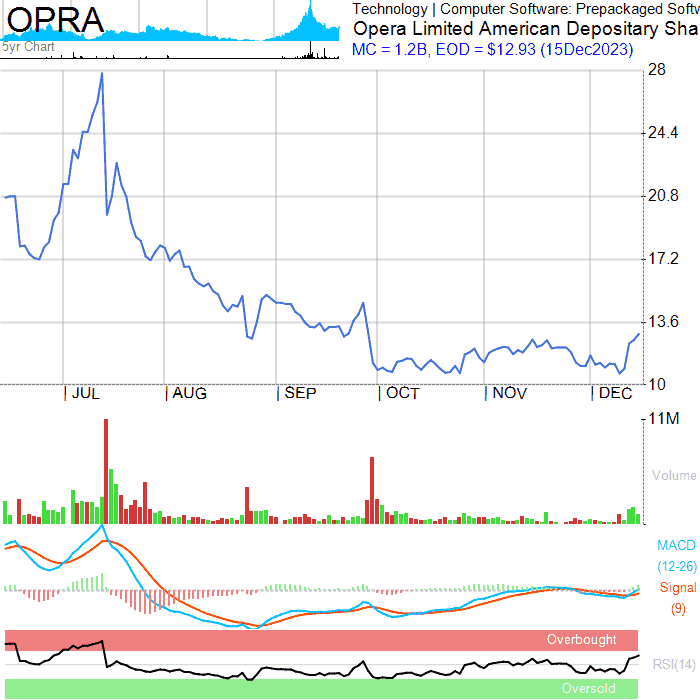 OPRA
5yr Chart
Technology | Computer Software: Prepackaged Softw
Opera Limited American Depositary Sha
MC = 1.2B, EOD = $12.93 (15Dec2023)
28
24.4
20.8
17.2
13.6
10
| JUL | AUG | SEP | OCT | NOV | DEC
11M
Volume
MACD
(12-26)
Signal
(9)
Overbought
RSI(14)
Oversold